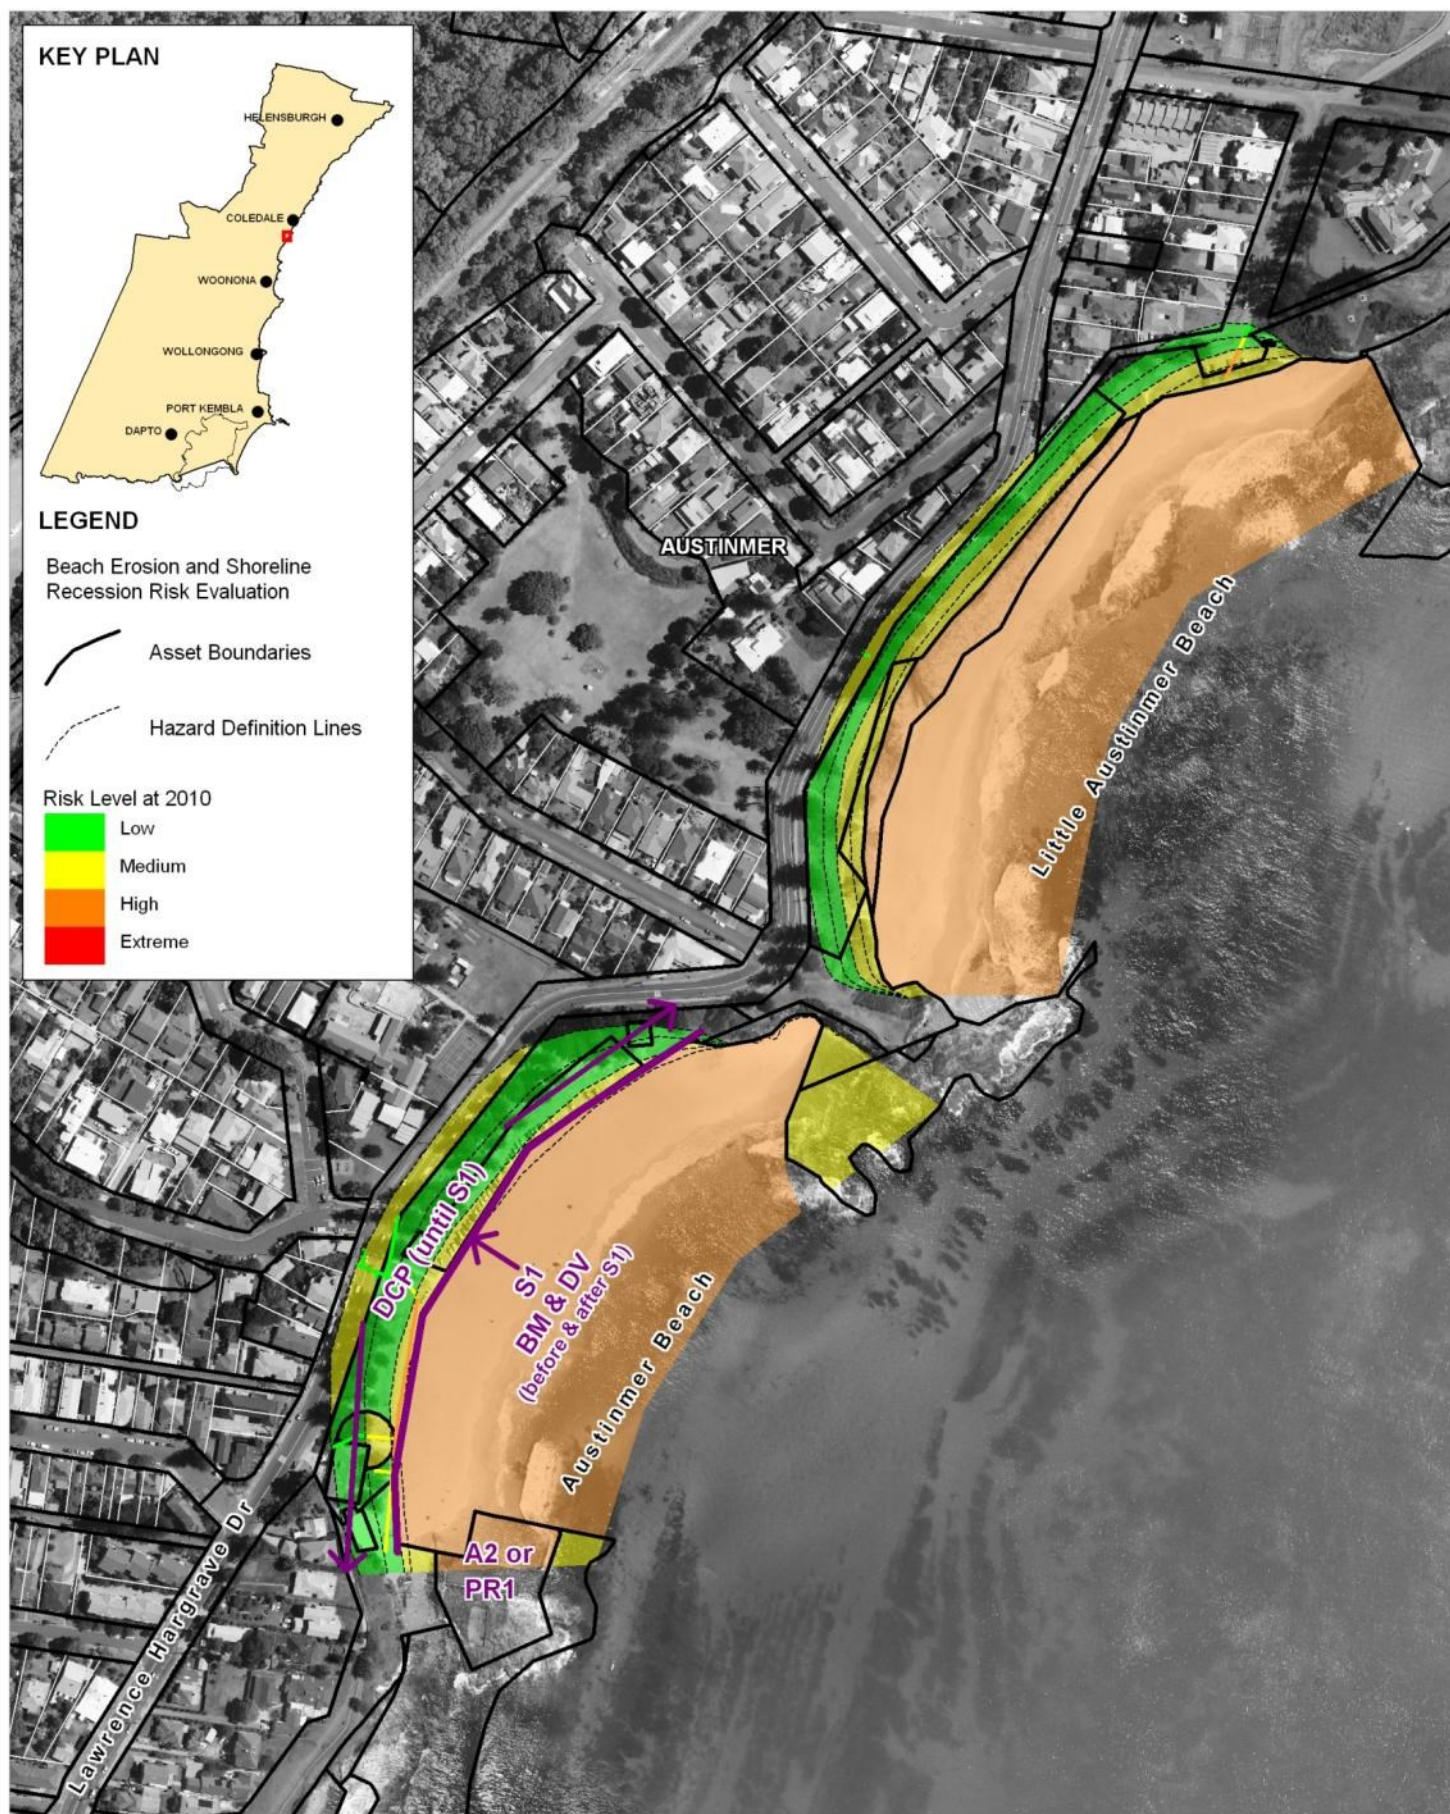 KEY PLAN
HELENSBURGH
COLEDALE
WOONONA
WOLLONGONG
PORT KEMBLA
DAPTO
LEGEND
Beach Erosion and Shoreline
Recession Risk Evaluation
Asset Boundaries
Hazard Definition Lines
Risk Level at 2010
Low
Medium
High
Extreme
AUSTINMER
Little Austinmer Beach
DCP (until S1)
S1
BM & DV
(before & after S1)
Austinmer Beach
A2 or
PR1
Lawrence Hargrave Dr